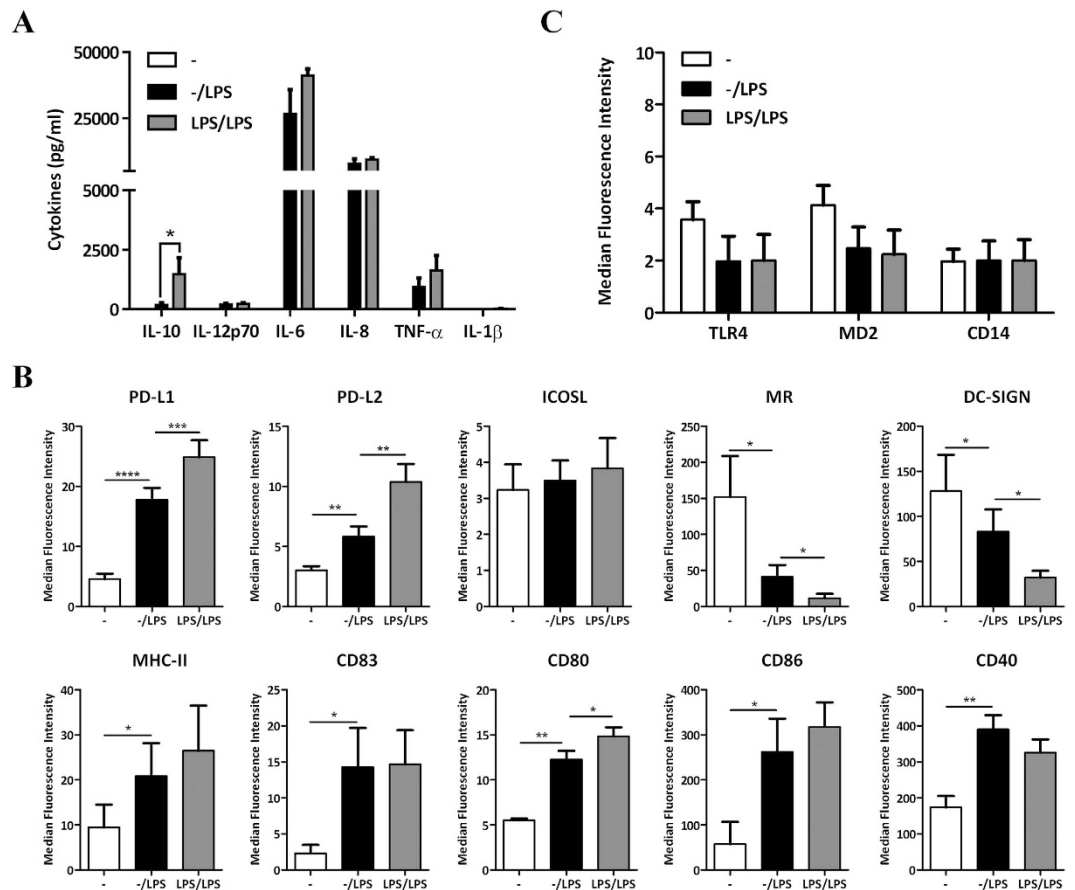 A
C
Cytokines (pg/ml)
50000
25000
5000
2500
0
-
-/LPS
LPS/LPS
*
IL-10 IL-12p70 IL-6 IL-8 TNF-α IL-1β
Median Fluorescence Intensity
10
8
6
4
2
0
-
-/LPS
LPS/LPS
TLR4 MD2 CD14
B
PD-L1
Median Fluorescence Intensity
30
20
10
0
****
***
- -/LPS LPS/LPS
PD-L2
Median Fluorescence Intensity
15
10
5
0
**
**
- -/LPS LPS/LPS
ICOSL
Median Fluorescence Intensity
5
4
3
2
1
0
- -/LPS LPS/LPS
MR
Median Fluorescence Intensity
250
200
150
100
50
0
*
*
- -/LPS LPS/LPS
DC-SIGN
Median Fluorescence Intensity
200
150
100
50
0
*
*
- -/LPS LPS/LPS
MHC-II
Median Fluorescence Intensity
40
30
20
10
0
*
- -/LPS LPS/LPS
CD83
Median Fluorescence Intensity
25
20
15
10
5
0
*
- -/LPS LPS/LPS
CD80
Median Fluorescence Intensity
20
15
10
5
0
**
*
- -/LPS LPS/LPS
CD86
Median Fluorescence Intensity
400
300
200
100
0
*
- -/LPS LPS/LPS
CD40
Median Fluorescence Intensity
500
400
300
200
100
0
**
- -/LPS LPS/LPS